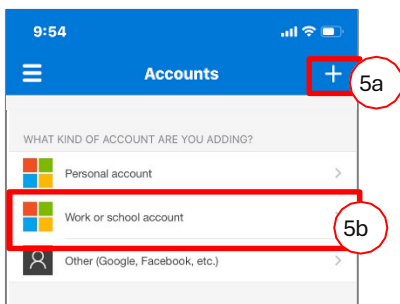 9:54
Accounts
5a
WHAT KIND OF ACCOUNT ARE YOU ADDING?
Personal account
Work or school account
5b
Other (Google, Facebook, etc.)